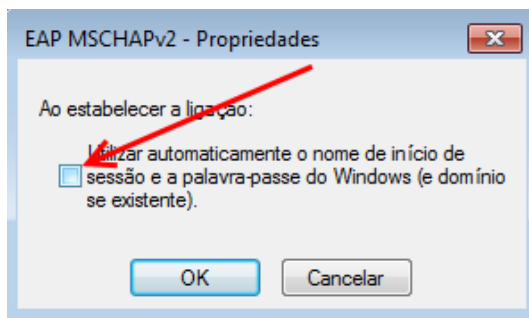 EAP MSCHAPv2 - Propriedades
Ao estabelecer a ligação:
Utilizar automaticamente o nome de início de
sessão e a palavra-passe do Windows (e domínio
se existente).
OK
Cancelar